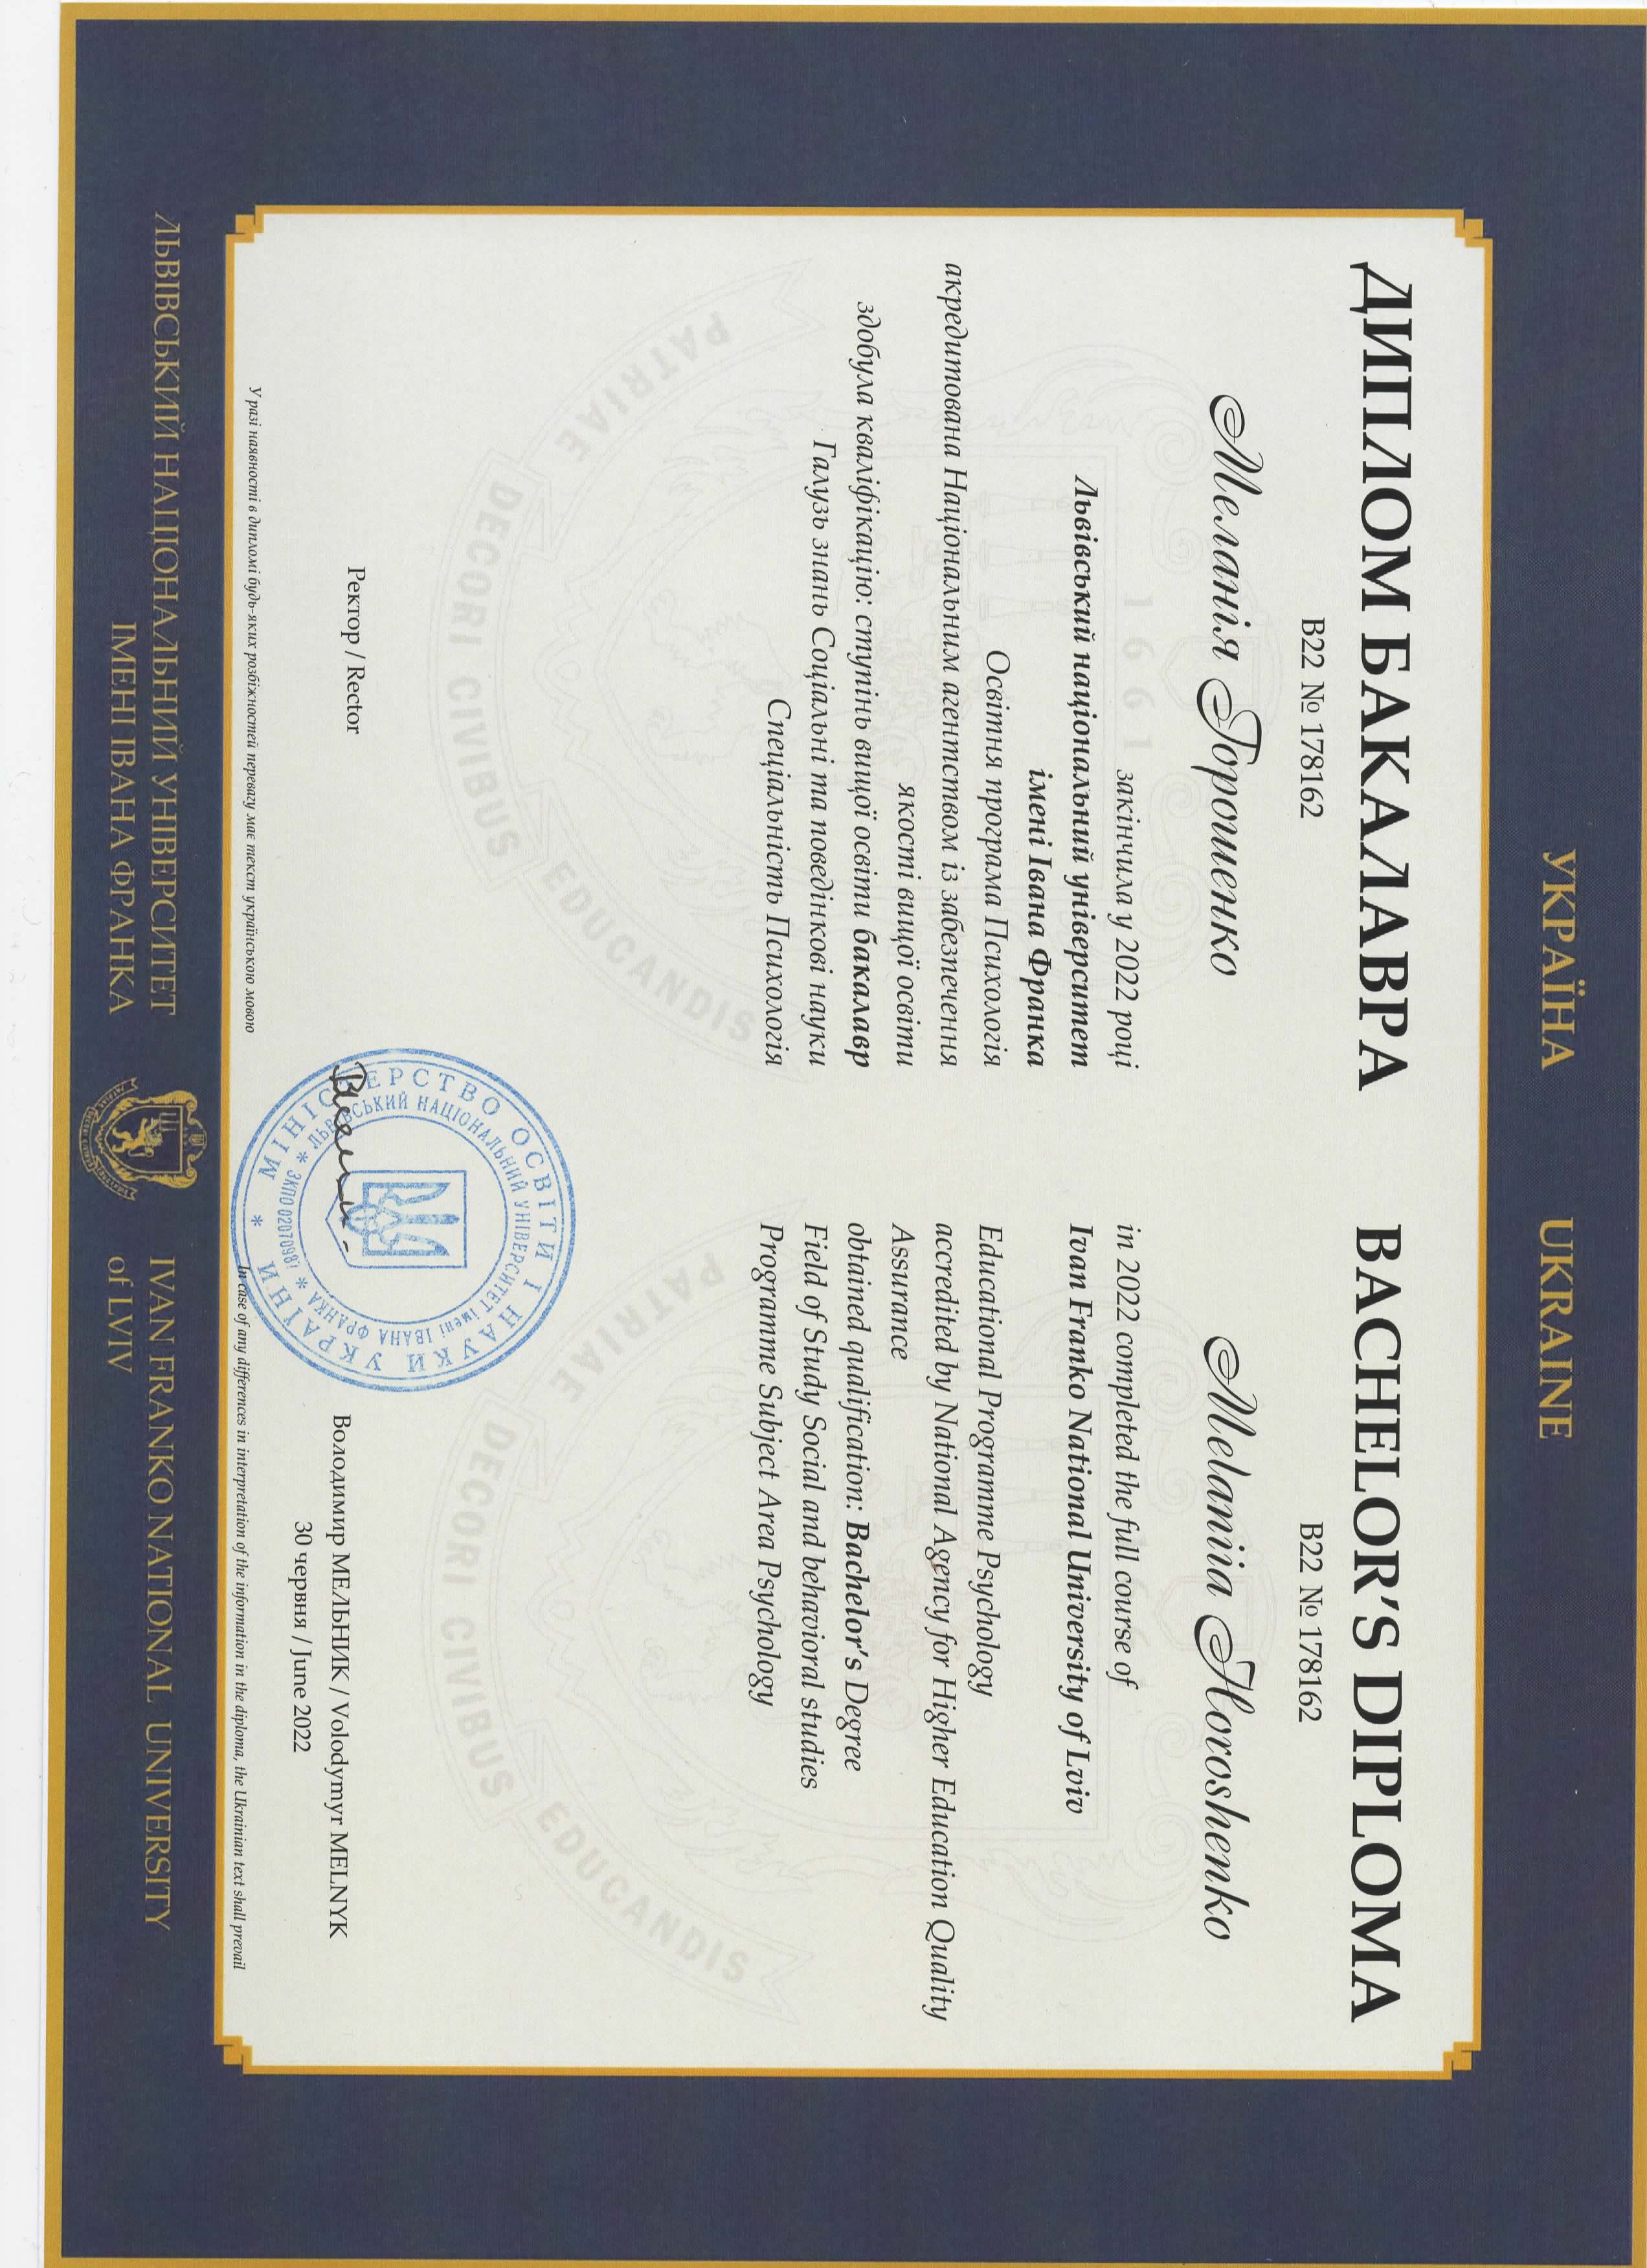 УКРАЇНА
UKRAINE
ДИПЛОМ БАКАЛАВРА
B22 № 178162
Меланія Горошенко
1661
закінчила у 2022 році
Львівський національний університет
імені Івана Франка
Освітня програма Психологія
акредитована Національним агентством із забезпечення
якості вищої освіти
здобула кваліфікацію: ступінь вищої освіти бакалавр
Галузь знань Соціальні та поведінкові науки
Спеціальність Психологія
PATRIAE DECORI CIVIBUS EDUCANDIS
BACHELOR'S DIPLOMA
B22 № 178162
Melaniia Horoshenko
1661
in 2022 completed the full course of
Ivan Franko National University of Lviv
Educational Programme Psychology
accredited by National Agency for Higher Education Quality
Assurance
obtained qualification: Bachelor's Degree
Field of Study Social and behavioral studies
Programme Subject Area Psychology
PATRIAE DECORI CIVIBUS EDUCANDIS
Ректор / Rector
МІНІСТЕРСТВО ОСВІТИ І НАУКИ УКРАЇНИ *
ЛЬВІВСЬКИЙ НАЦІОНАЛЬНИЙ УНІВЕРСИТЕТ імені ІВАНА ФРАНКА
* ЗКПО 02070987 *
Володимир МЕЛЬНИК / Volodymyr MELNYK
30 червня / June 2022
У разі наявності в дипломі будь-яких розбіжностей перевагу має текст українською мовою
In case of any differences in interpretation of the information in the diploma, the Ukrainian text shall prevail
ЛЬВІВСЬКИЙ НАЦІОНАЛЬНИЙ УНІВЕРСИТЕТ
ІМЕНІ ІВАНА ФРАНКА
IVAN FRANKO NATIONAL UNIVERSITY
of LVIV